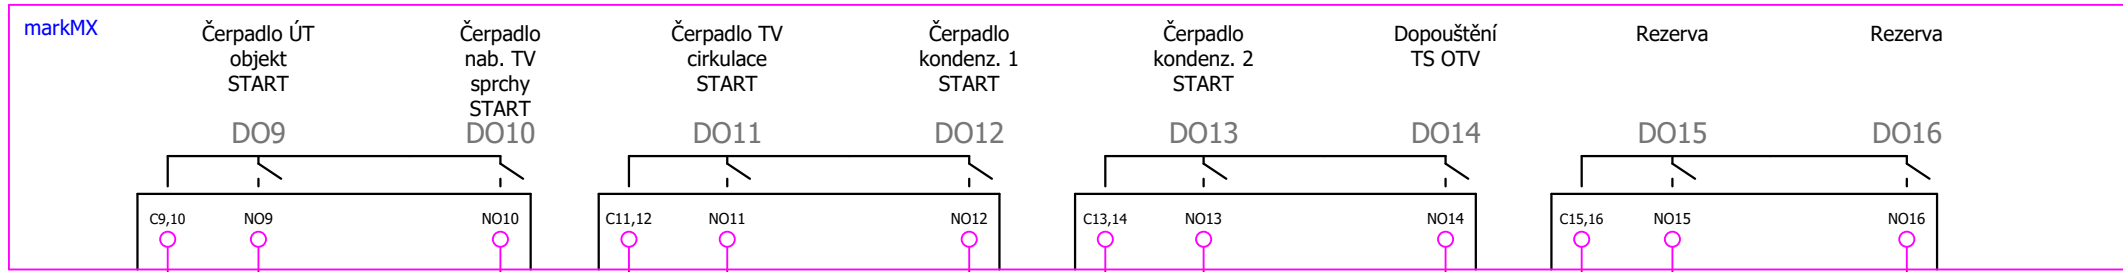 markMX
Čerpadlo ÚT
objekt
START
Čerpadlo
nab. TV
sprchy
START
Čerpadlo TV
cirkulace
START
Čerpadlo
kondenz. 1
START
Čerpadlo
kondenz. 2
START
Dopouštění
TS OTV
Rezerva
Rezerva
DO9
DO10
DO11
DO12
DO13
DO14
DO15
DO16
C9,10
NO9
NO10
C11,12
NO11
NO12
C13,14
NO13
NO14
C15,16
NO15
NO16